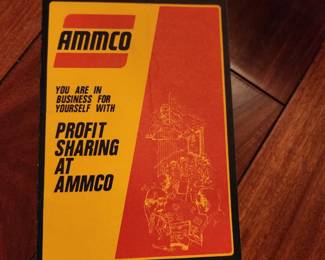 AMMCO
YOU ARE IN
BUSINESS FOR
YOURSELF WITH
PROFIT
SHARING
AT
AMMCO